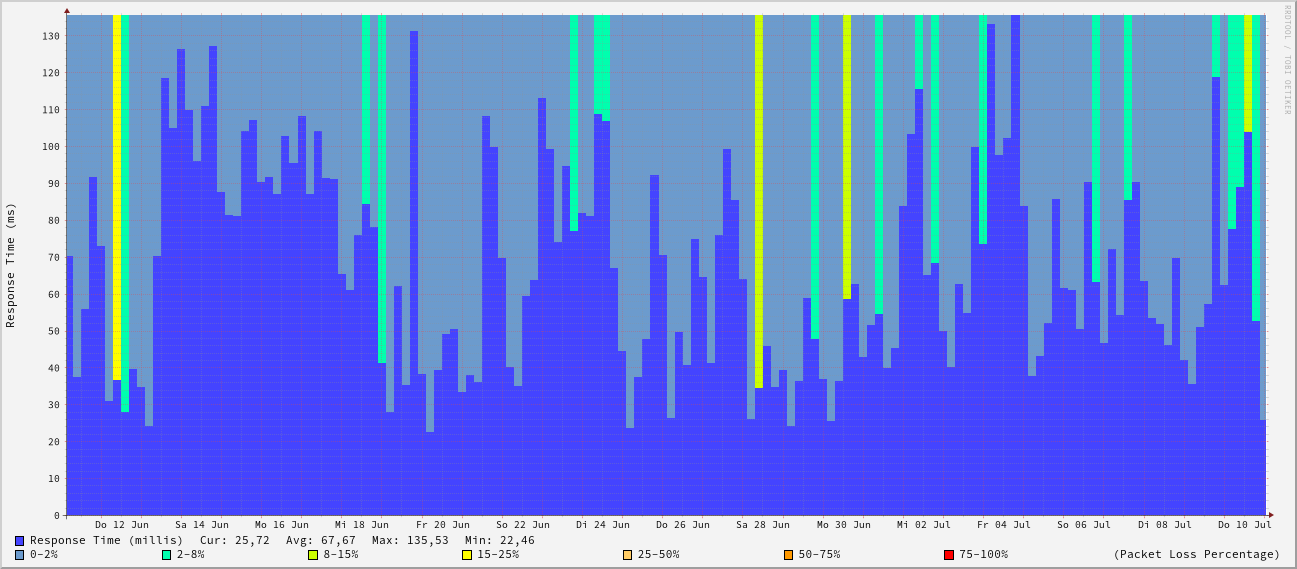 RRDTOOL / TOBI OETIKER
Response Time (ms)
130
120
110
100
90
80
70
60
50
40
30
20
10
0
Do 12 Jun Sa 14 Jun Mo 16 Jun Mi 18 Jun Fr 20 Jun So 22 Jun Di 24 Jun Do 26 Jun Sa 28 Jun Mo 30 Jun Mi 02 Jul Fr 04 Jul So 06 Jul Di 08 Jul Do 10 Jul
Response Time (millis) Cur: 25,72 Avg: 67,67 Max: 135,53 Min: 22,46
0-2% 2-8% 8-15% 15-25% 25-50% 50-75% 75-100% (Packet Loss Percentage)